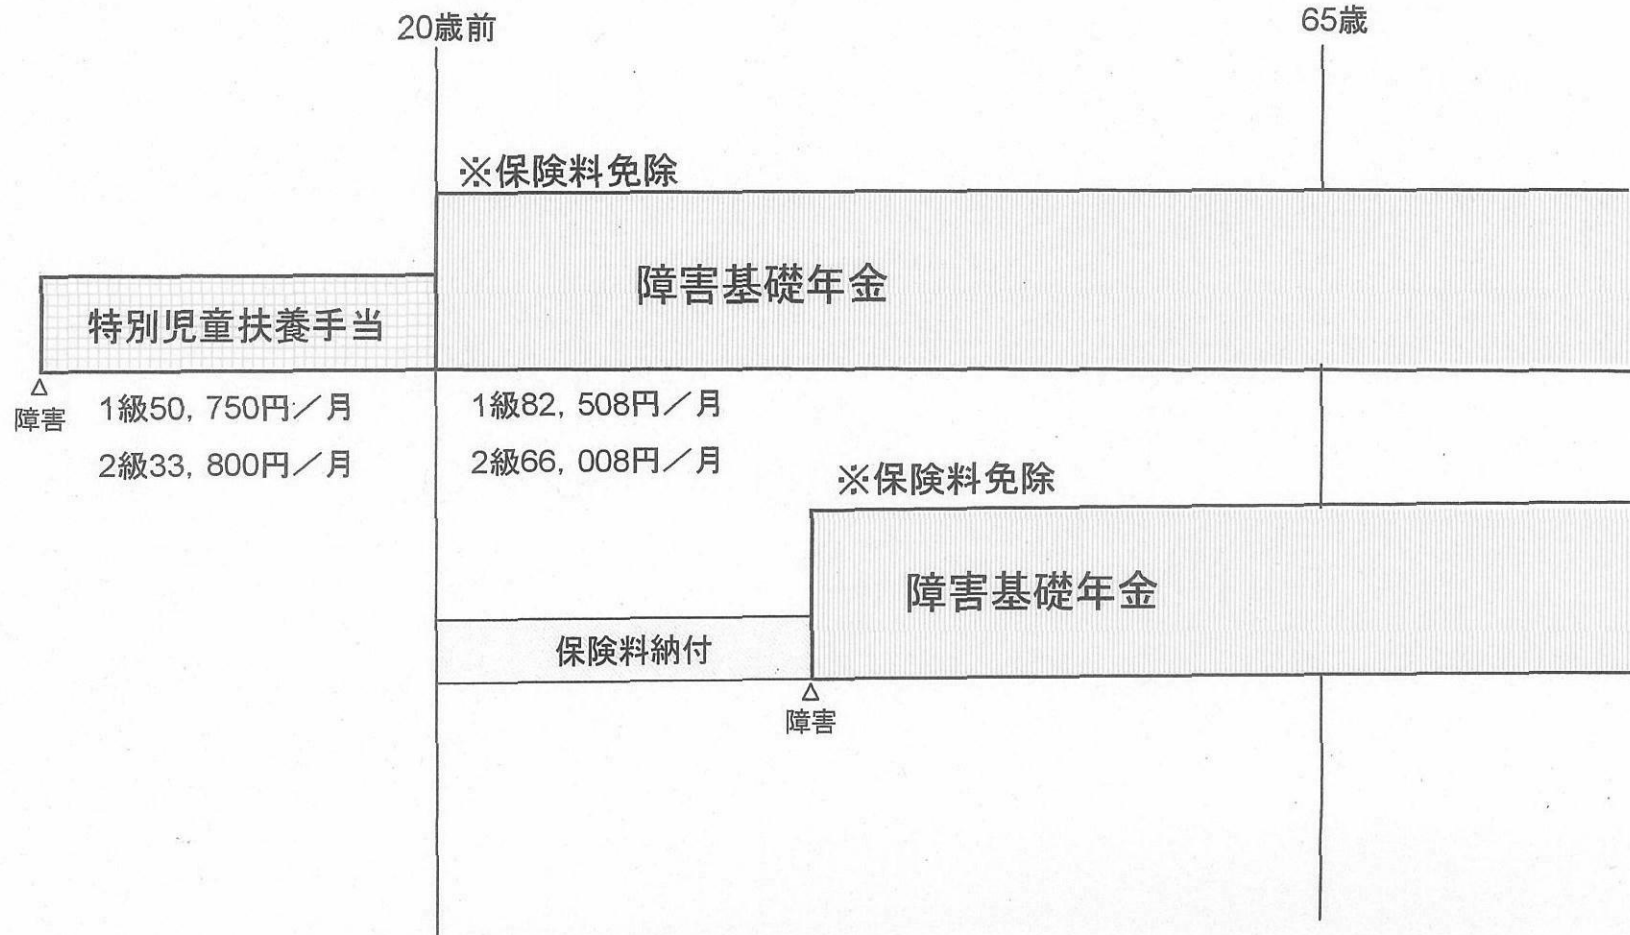 20歳前
65歳
※保険料免除
障害基礎年金
特別児童扶養手当
△
障害
1級50, 750円／月
2級33, 800円／月
1級82, 508円／月
2級66, 008円／月
※保険料免除
障害基礎年金
保険料納付
△
障害